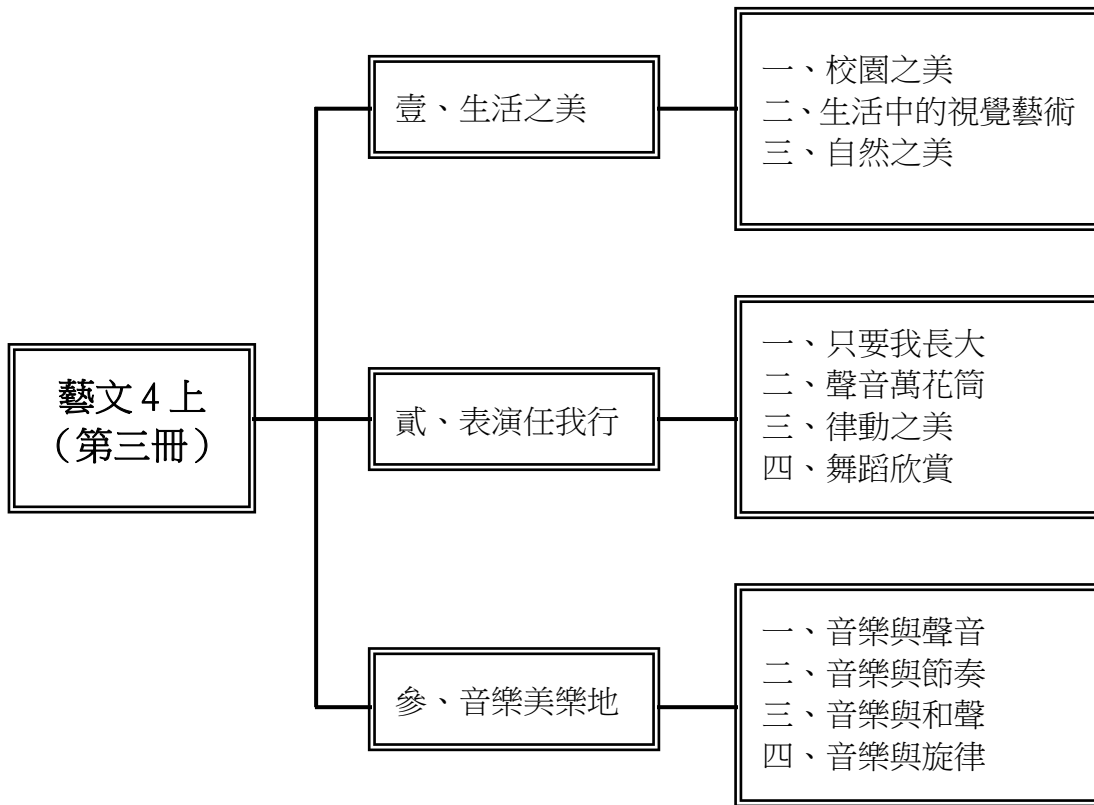 藝文4上
（第三冊）
壹、生活之美
一、校園之美
二、生活中的視覺藝術
三、自然之美
貳、表演任我行
一、只要我長大
二、聲音萬花筒
三、律動之美
四、舞蹈欣賞
參、音樂美樂地
一、音樂與聲音
二、音樂與節奏
三、音樂與和聲
四、音樂與旋律